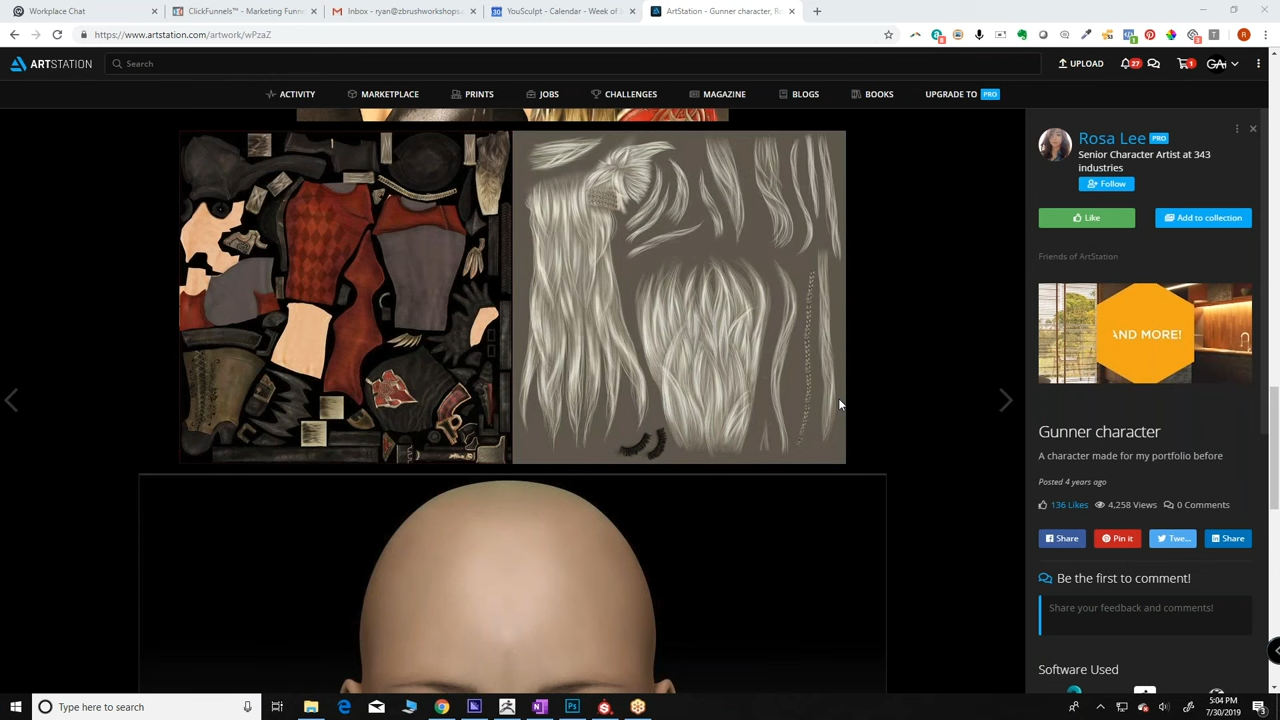 Workplace Chat
ClickFunnels™ - Marketing Funn
Inbox - ryan@zbrushworkshops
YouSculpt - Calendar - Week of J
ArtStation - Gunner character, Ro
https://www.artstation.com/artwork/wPzaZ
ARTSTATION
Search
UPLOAD
27
1
ACTIVITY
MARKETPLACE
PRINTS
JOBS
CHALLENGES
MAGAZINE
BLOGS
BOOKS
UPGRADE TO PRO
Rosa Lee PRO
Senior Character Artist at 343
industries
Follow
Like
Add to collection
Friends of ArtStation
AND MORE!
Gunner character
A character made for my portfolio before
Posted 4 years ago
136 Likes 4,258 Views 0 Comments
Share
Pin it
Twe...
Share
Be the first to comment!
Share your feedback and comments!
Software Used
Type here to search
5:04 PM
7/30/2019